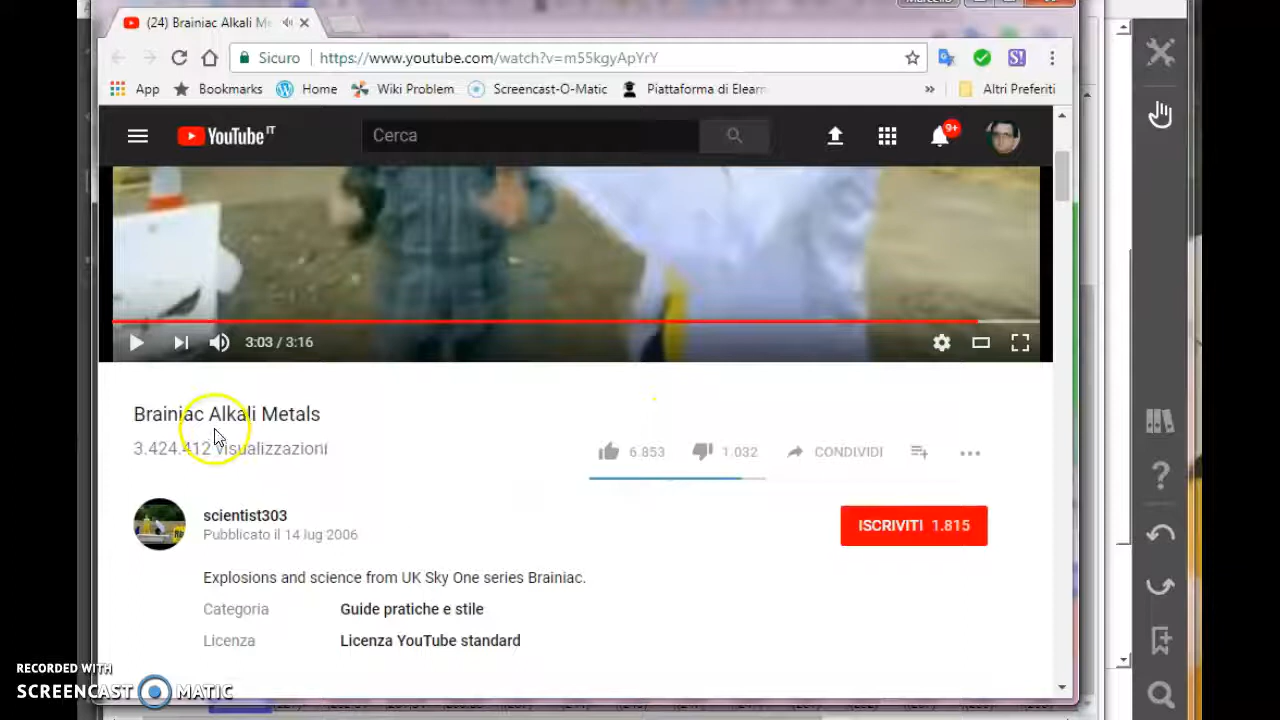 Marcello
(24) Brainiac Alkali Me
Sicuro https://www.youtube.com/watch?v=m55kgyApYrY
App Bookmarks Home Wiki Problem Screencast-O-Matic Piattaforma di Elearn » Altri Preferiti
YouTube IT Cerca 9+
3:03 / 3:16
Brainiac Alkali Metals
3.424.412 visualizzazioni
6.853 1.032 CONDIVIDI
scientist303
Pubblicato il 14 lug 2006
ISCRIVITI 1.815
Explosions and science from UK Sky One series Brainiac.
Categoria Guide pratiche e stile
Licenza Licenza YouTube standard
RECORDED WITH
SCREENCAST MATIC